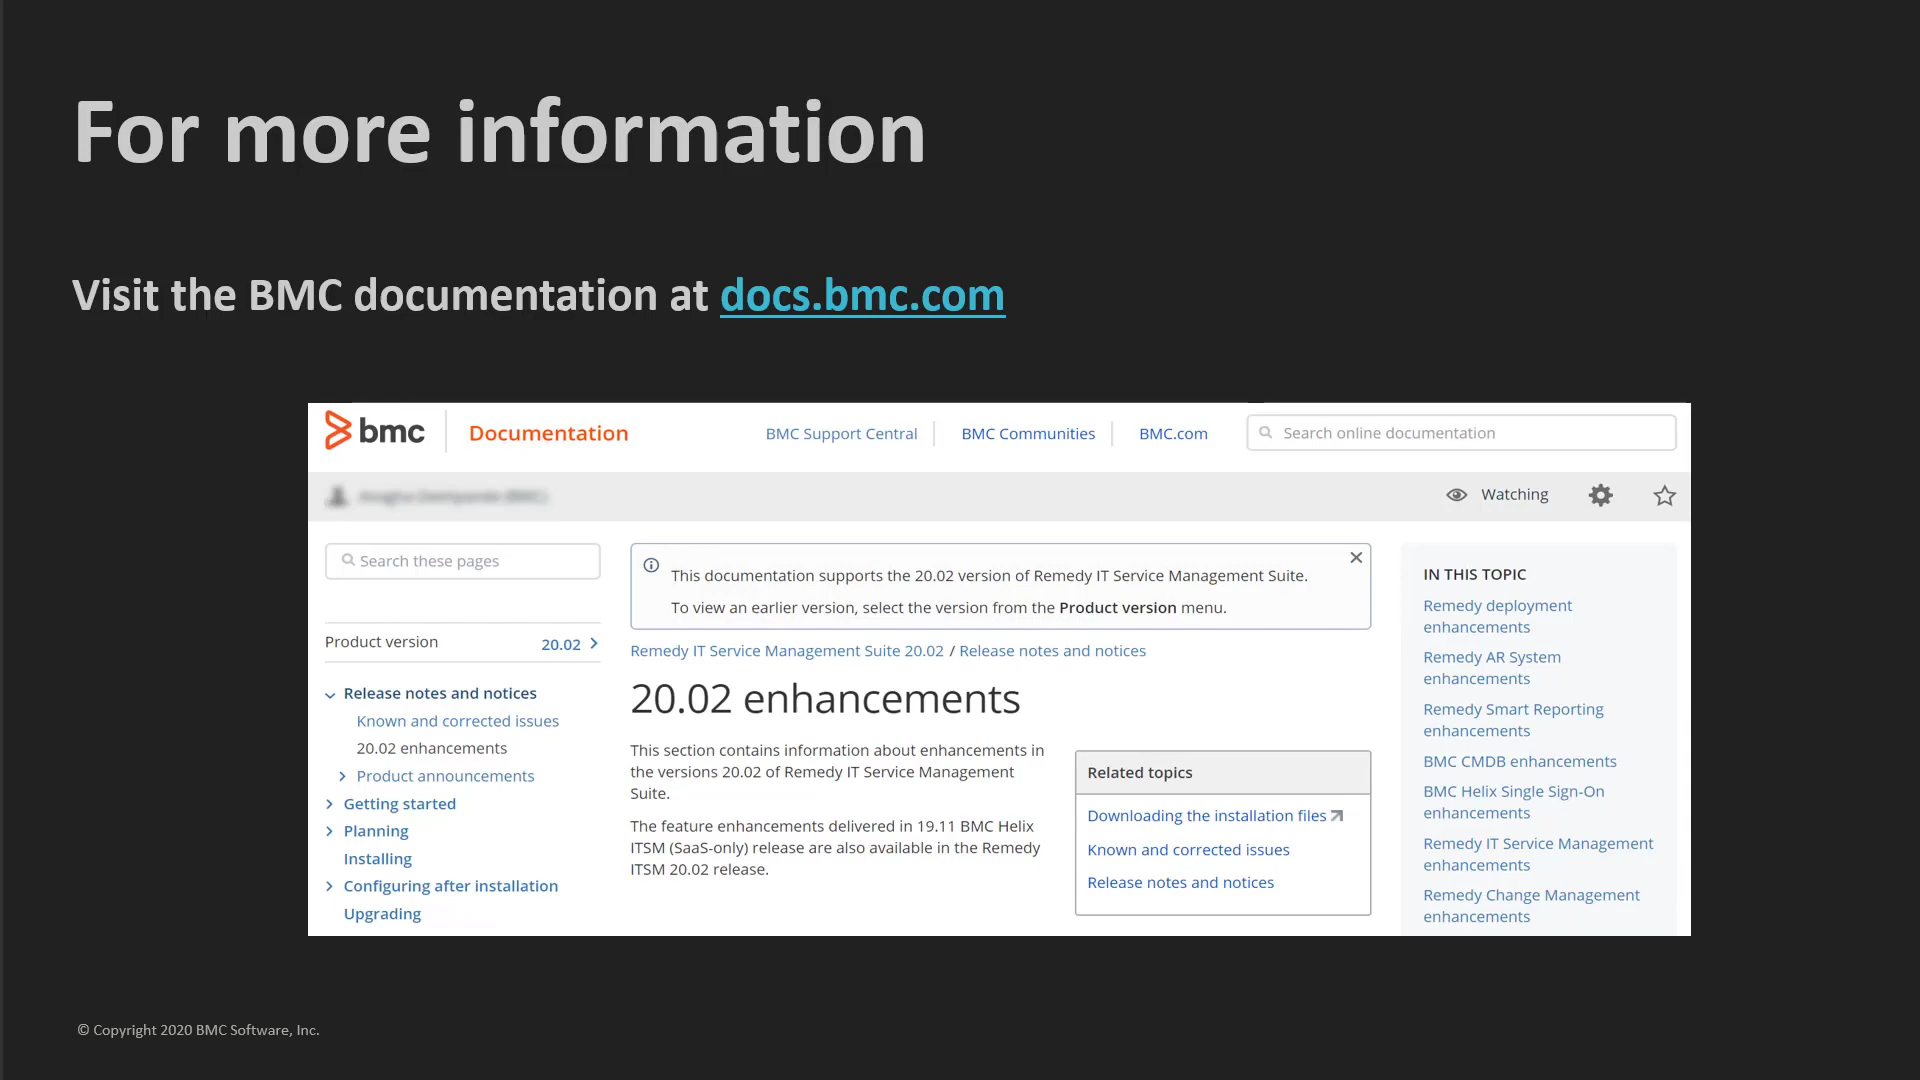 For more information
Visit the BMC documentation at docs.bmc.com
bmc
Documentation
BMC Support Central
BMC Communities
BMC.com
Search online documentation
Watching
Search these pages
Product version
20.02
Release notes and notices
Known and corrected issues
20.02 enhancements
Product announcements
Getting started
Planning
Installing
Configuring after installation
Upgrading
This documentation supports the 20.02 version of Remedy IT Service Management Suite.
To view an earlier version, select the version from the Product version menu.
Remedy IT Service Management Suite 20.02 / Release notes and notices
20.02 enhancements
This section contains information about enhancements in
the versions 20.02 of Remedy IT Service Management
Suite.
The feature enhancements delivered in 19.11 BMC Helix
ITSM (SaaS-only) release are also available in the Remedy
ITSM 20.02 release.
Related topics
Downloading the installation files
Known and corrected issues
Release notes and notices
IN THIS TOPIC
Remedy deployment
enhancements
Remedy AR System
enhancements
Remedy Smart Reporting
enhancements
BMC CMDB enhancements
BMC Helix Single Sign-On
enhancements
Remedy IT Service Management
enhancements
Remedy Change Management
enhancements
© Copyright 2020 BMC Software, Inc.